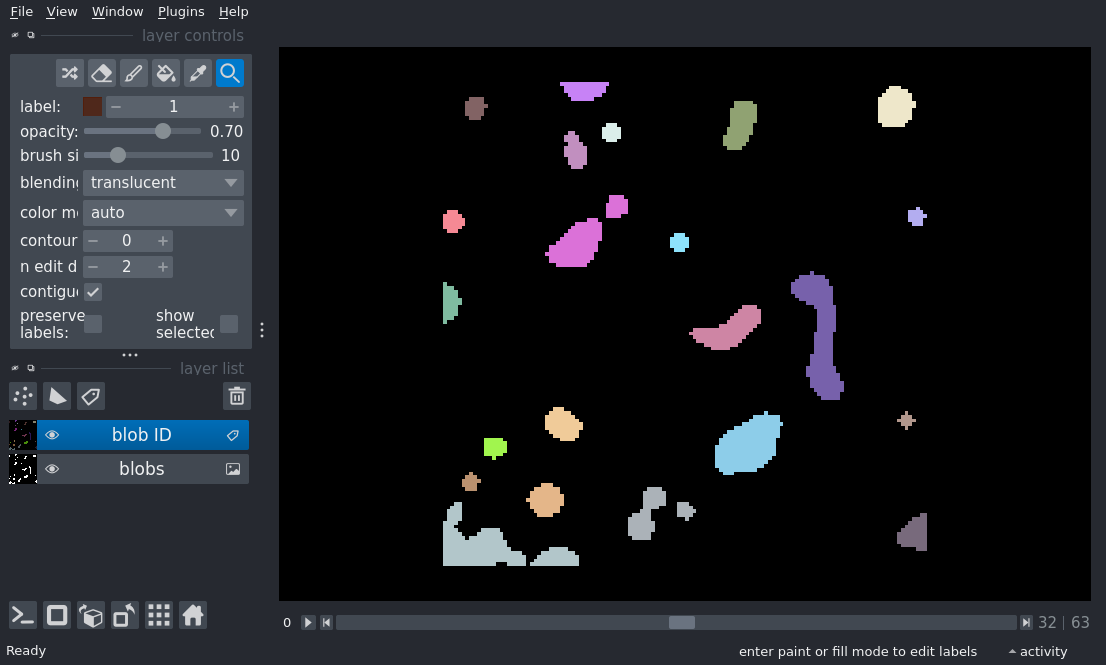 File View Window Plugins Help
layer controls
label: 1
opacity: 0.70
brush si 10
blending translucent
color m auto
contour 0
n edit d 2
contigu
preserve labels: show selected
layer list
blob ID
blobs
0 32 | 63
Ready enter paint or fill mode to edit labels activity